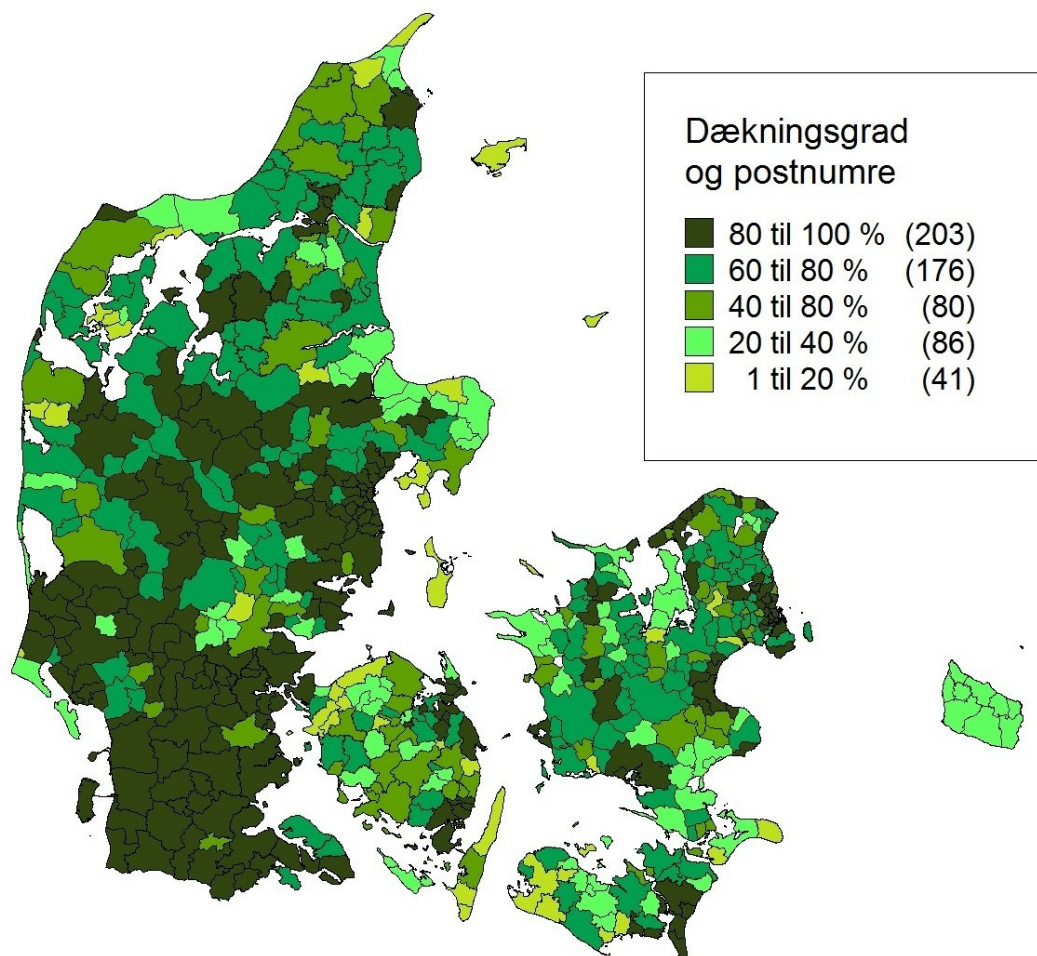 Dækningsgrad
og postnumre
80 til 100 % (203)
60 til 80 % (176)
40 til 80 % (80)
20 til 40 % (86)
1 til 20 % (41)